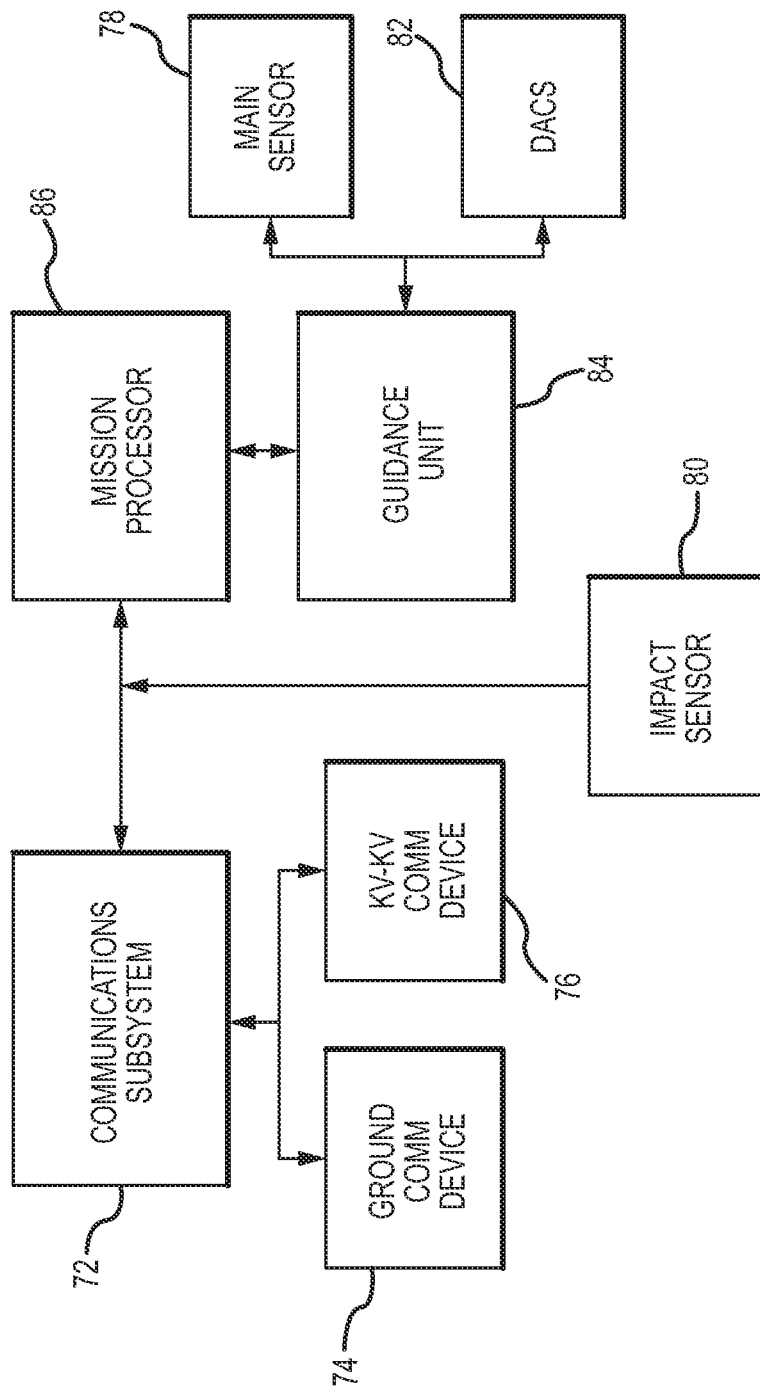 72
COMMUNICATIONS
SUBSYSTEM
86
MISSION
PROCESSOR
78
MAIN
SENSOR
74
GROUND
COMM
DEVICE
76
KV-KV
COMM
DEVICE
84
GUIDANCE
UNIT
82
DACS
80
IMPACT
SENSOR